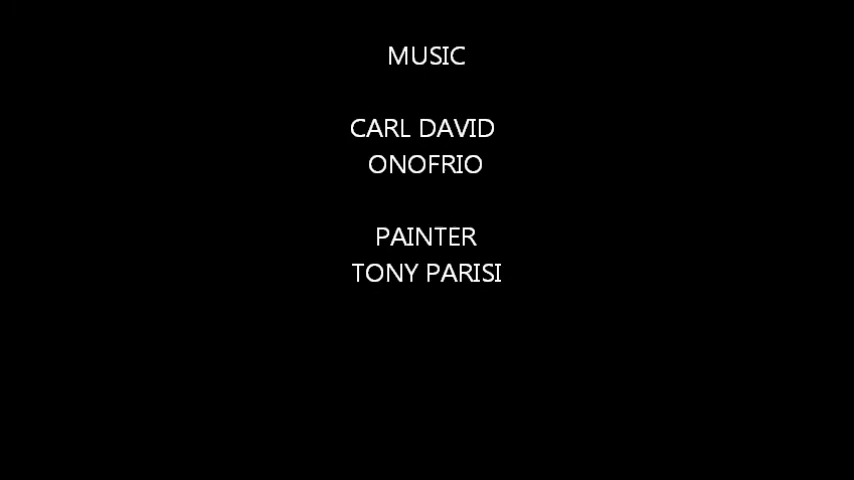 MUSIC
CARL DAVID
ONOFRIO
PAINTER
TONY PARISI